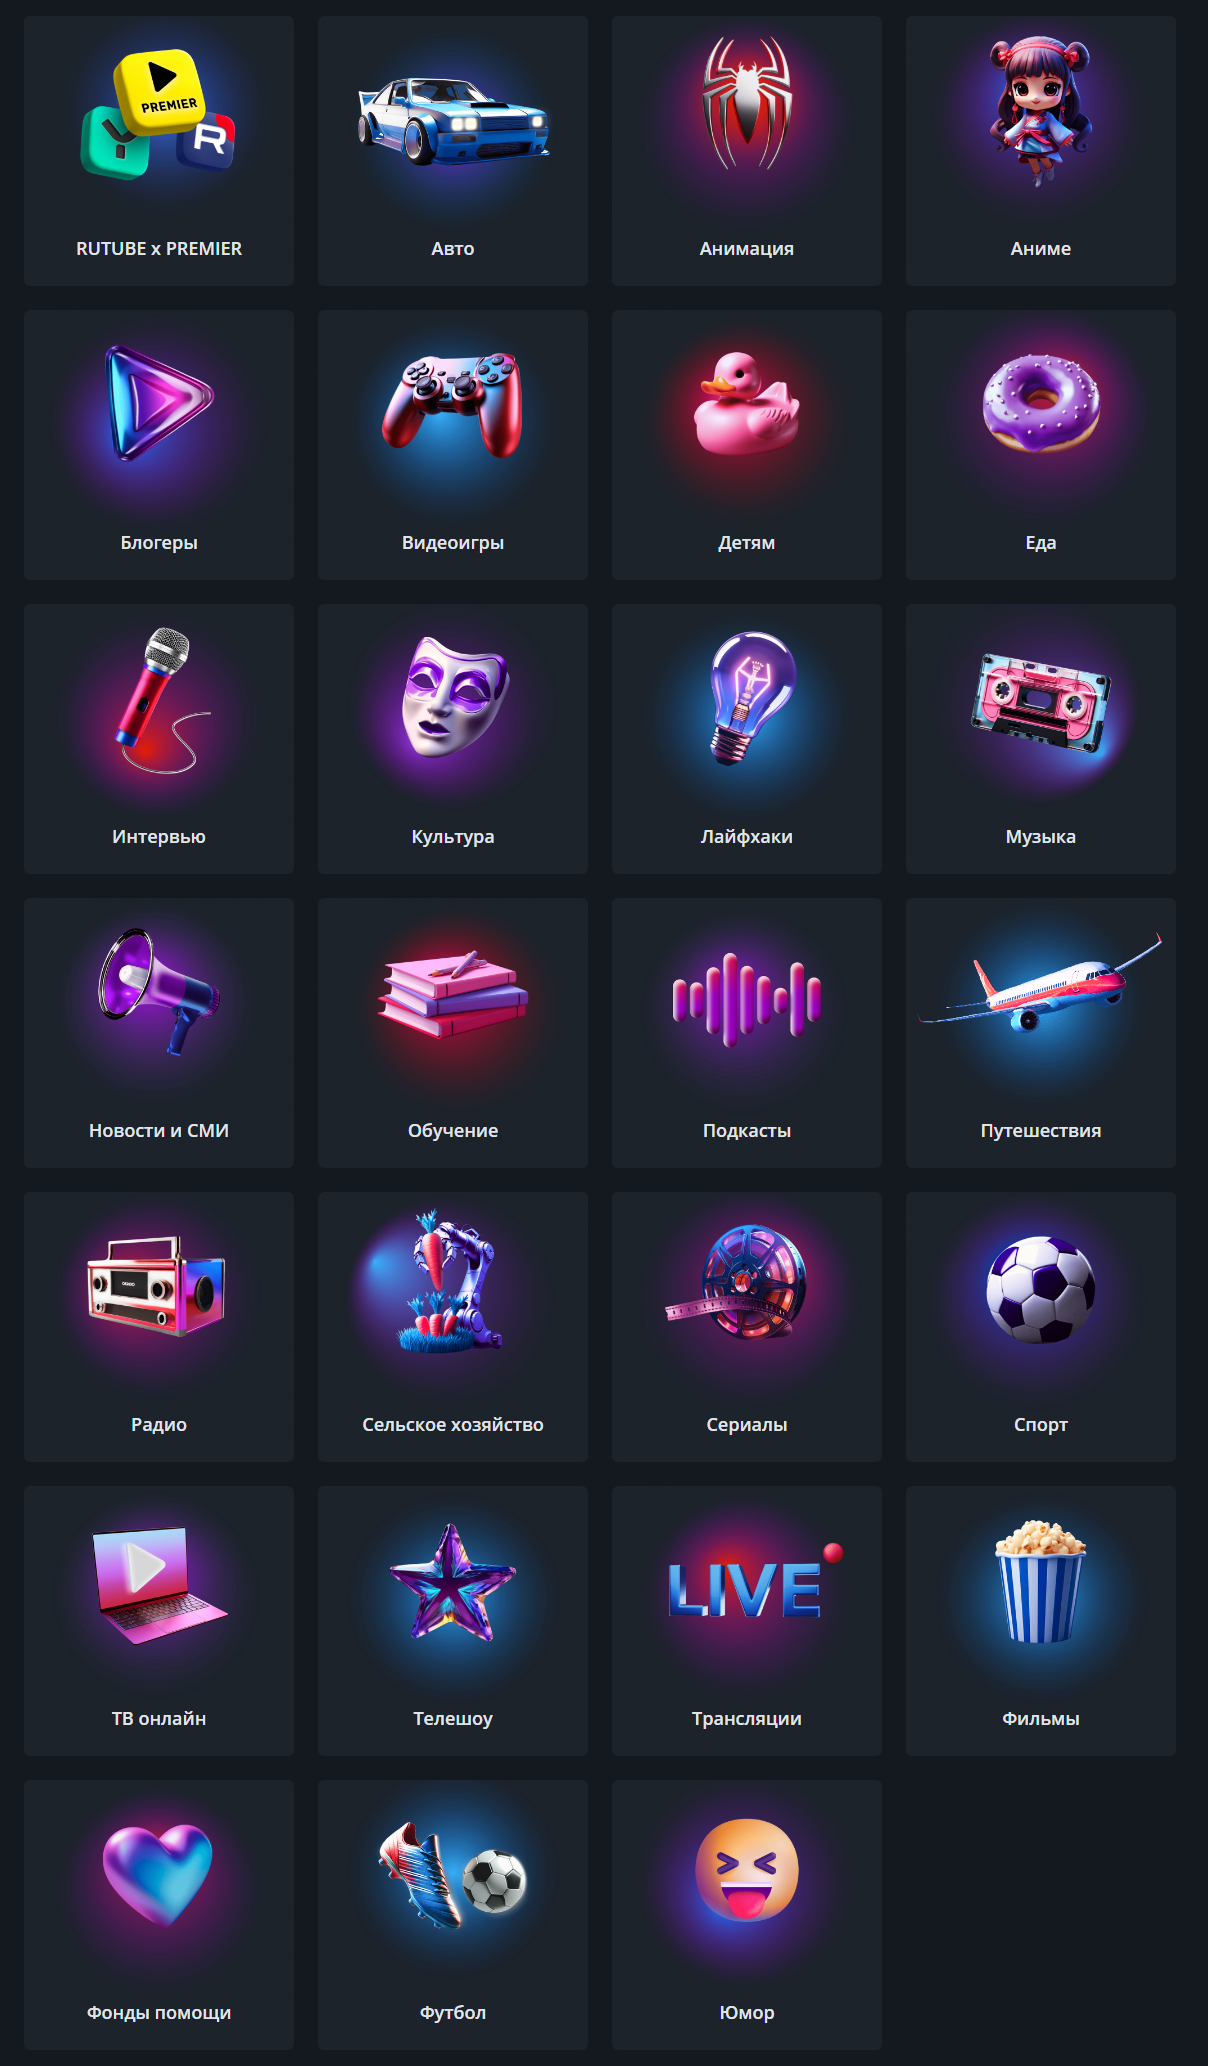 PREMIER
Y
R
RUTUBE x PREMIER
Авто
Анимация
Аниме
Блогеры
Видеоигры
Детям
Еда
Интервью
Культура
Лайфхаки
Музыка
Новости и СМИ
Обучение
Подкасты
Путешествия
Радио
Сельское хозяйство
Сериалы
Спорт
LIVE
ТВ онлайн
Телешоу
Трансляции
Фильмы
Фонды помощи
Футбол
Юмор